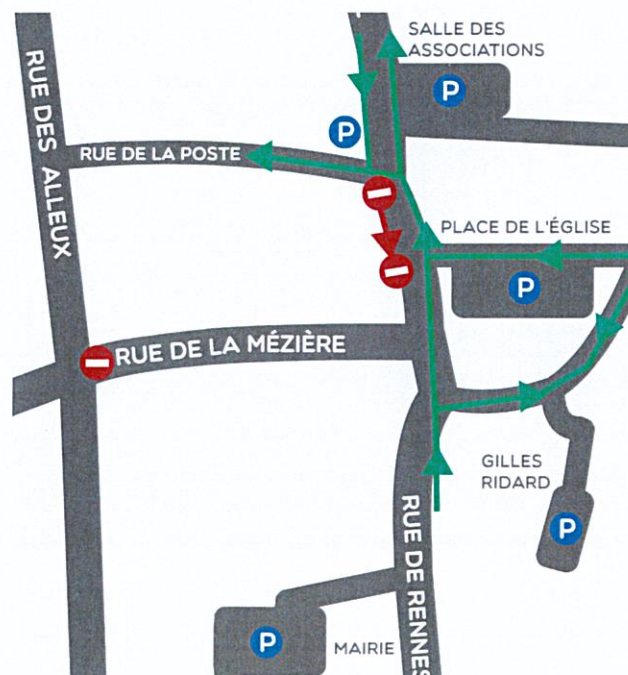 SALLE DES
ASSOCIATIONS
P
RUE DES ALLEUX
P
RUE DE LA POSTE
PLACE DE L'ÉGLISE
P
RUE DE LA MÉZIÈRE
GILLES
RIDARD
P
RUE DE RENNES
P
MAIRIE